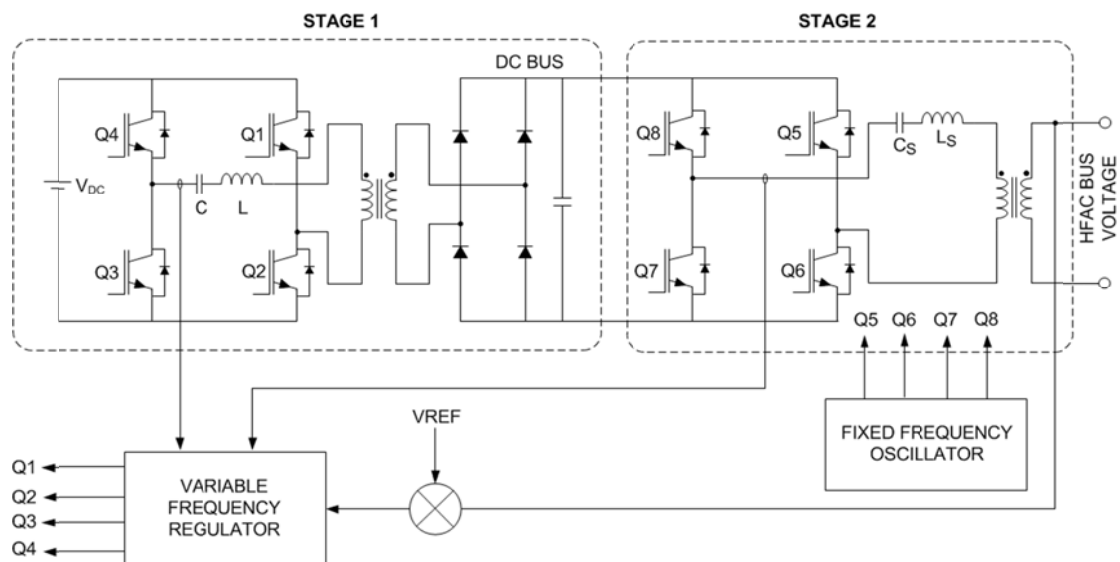 STAGE 1
STAGE 2
DC BUS
Q4
Q1
Q8
Q5
CS
LS
VDC
C
L
Q3
Q2
Q7
Q6
HFAC BUS
VOLTAGE
Q5
Q6
Q7
Q8
VREF
FIXED FREQUENCY
OSCILLATOR
Q1
Q2
Q3
Q4
VARIABLE
FREQUENCY
REGULATOR